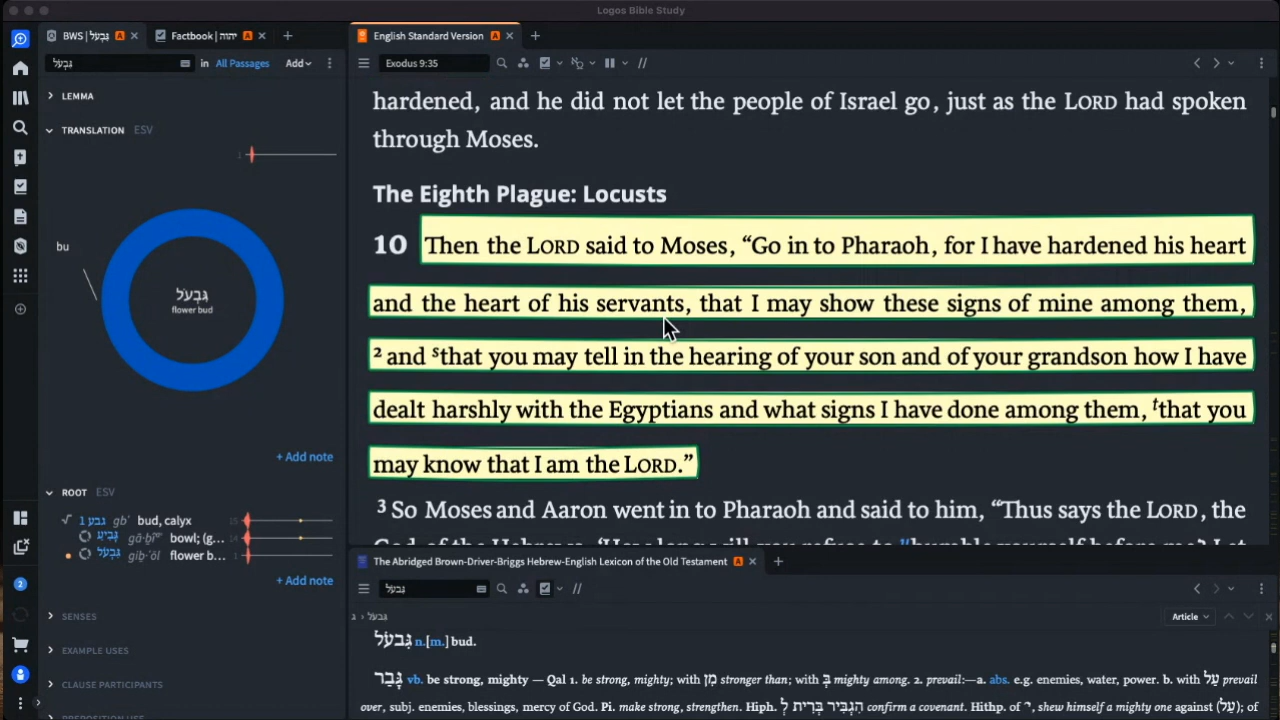 Logos Bible Study
BWS | גִּבְעֹל A
Factbook | יהוה A
English Standard Version A
גִּבְעֹל
in All Passages Add
Exodus 9:35
LEMMA
TRANSLATION ESV
1
bu
גִּבְעֹל
flower bud
+ Add note
ROOT ESV
1 גבע gbʿ bud, calyx 15
גָּבִיעַ gā·ḇîaʿ bowl; (g... 14
גִּבְעֹל giḇ·ʿōl flower b... 1
+ Add note
SENSES
EXAMPLE USES
CLAUSE PARTICIPANTS
2
hardened, and he did not let the people of Israel go, just as the LORD had spoken
through Moses.
The Eighth Plague: Locusts
10 Then the LORD said to Moses, “Go in to Pharaoh, for I have hardened his heart
and the heart of his servants, that I may show these signs of mine among them,
2 and s that you may tell in the hearing of your son and of your grandson how I have
dealt harshly with the Egyptians and what signs I have done among them, t that you
may know that I am the LORD.”
3 So Moses and Aaron went in to Pharaoh and said to him, “Thus says the LORD, the
The Abridged Brown-Driver-Briggs Hebrew-English Lexicon of the Old Testament A
גִּבְעֹל
ג › גִּבְעֹל
Article
גִּבְעֹל n.[m.] bud.
גָּבַר vb. be strong, mighty — Qal 1. be strong, mighty; with מִן stronger than; with בְּ mighty among. 2. prevail:—a. abs. e.g. enemies, water, power. b. with עַל prevail
over, subj. enemies, blessings, mercy of God. Pi. make strong, strengthen. Hiph. הִגְבִּיר בְּרִית לְ confirm a covenant. Hithp. of י׳, shew himself a mighty one against (עַל); of